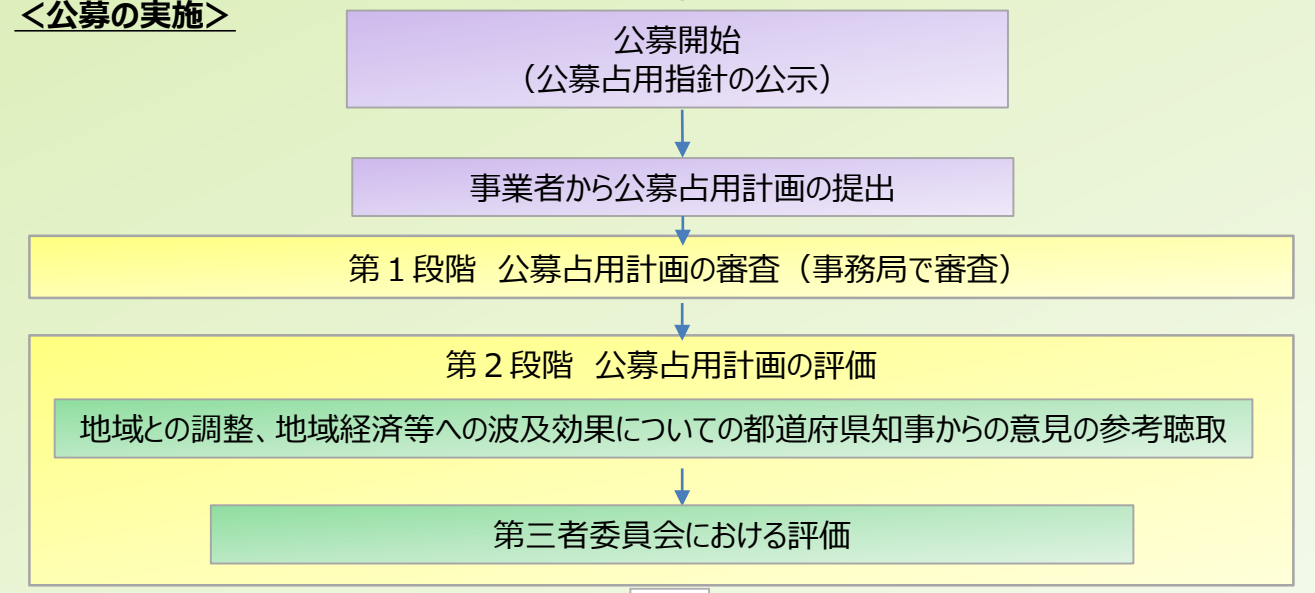 ＜公募の実施＞
公募開始
（公募占用指針の公示）
事業者から公募占用計画の提出
第１段階 公募占用計画の審査（事務局で審査）
第２段階 公募占用計画の評価
地域との調整、地域経済等への波及効果についての都道府県知事からの意見の参考聴取
第三者委員会における評価